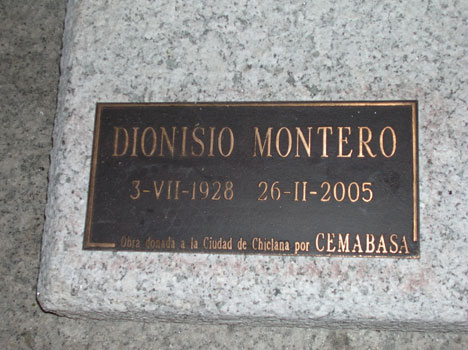 DIONISIO MONTERO
3-VII-1928 26-II-2005
Obra donada a la Ciudad de Chiclana por CEMABASA